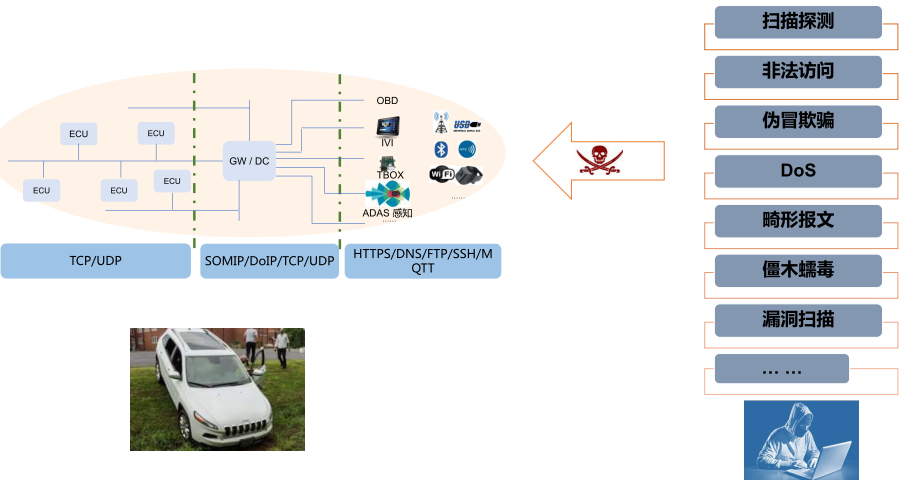 OBD
ECU
ECU
IVI
USB
GW / DC
TBOX
WiFi
ECU
ECU
ECU
ADAS 感知
......
......
TCP/UDP
SOMIP/DoIP/TCP/UDP
HTTPS/DNS/FTP/SSH/M
QTT
扫描探测
非法访问
伪冒欺骗
DoS
畸形报文
僵木蠕毒
漏洞扫描
... ...